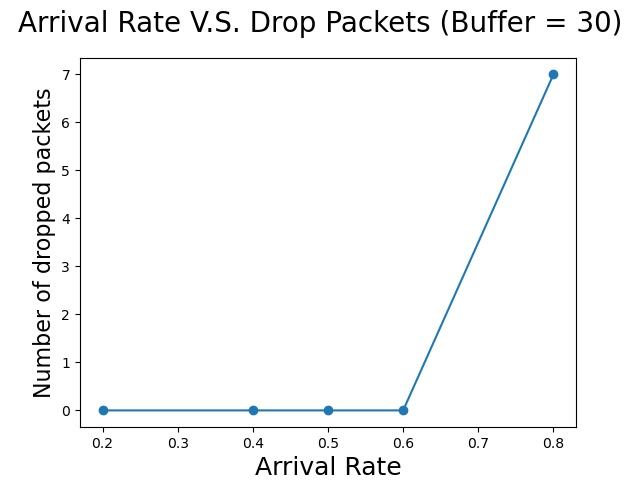 Arrival Rate V.S. Drop Packets (Buffer = 30)
Number of dropped packets
7
6
5
4
3
2
1
0
0.2 0.3 0.4 0.5 0.6 0.7 0.8
Arrival Rate